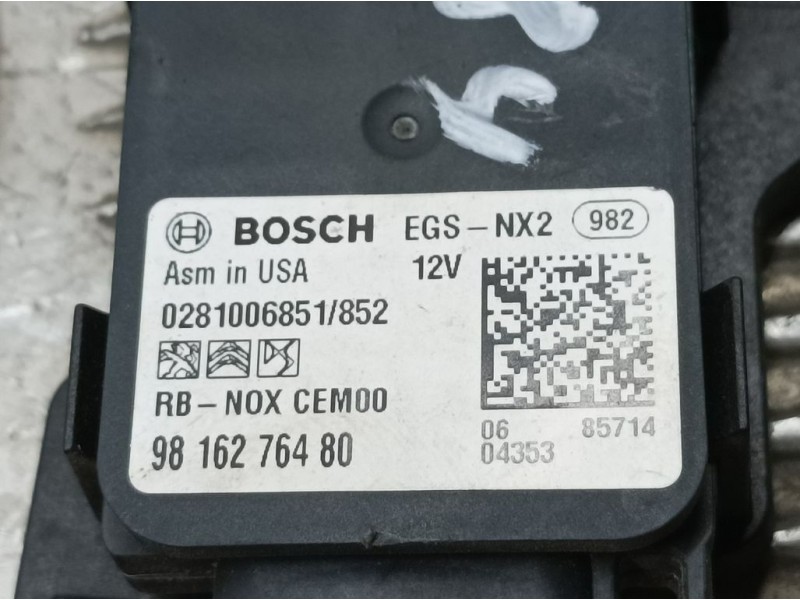 BOSCH EGS-NX2 982
Asm in USA 12V
0281006851/852
RB-NOX CEM00
98 162 764 80
06 85714
04353